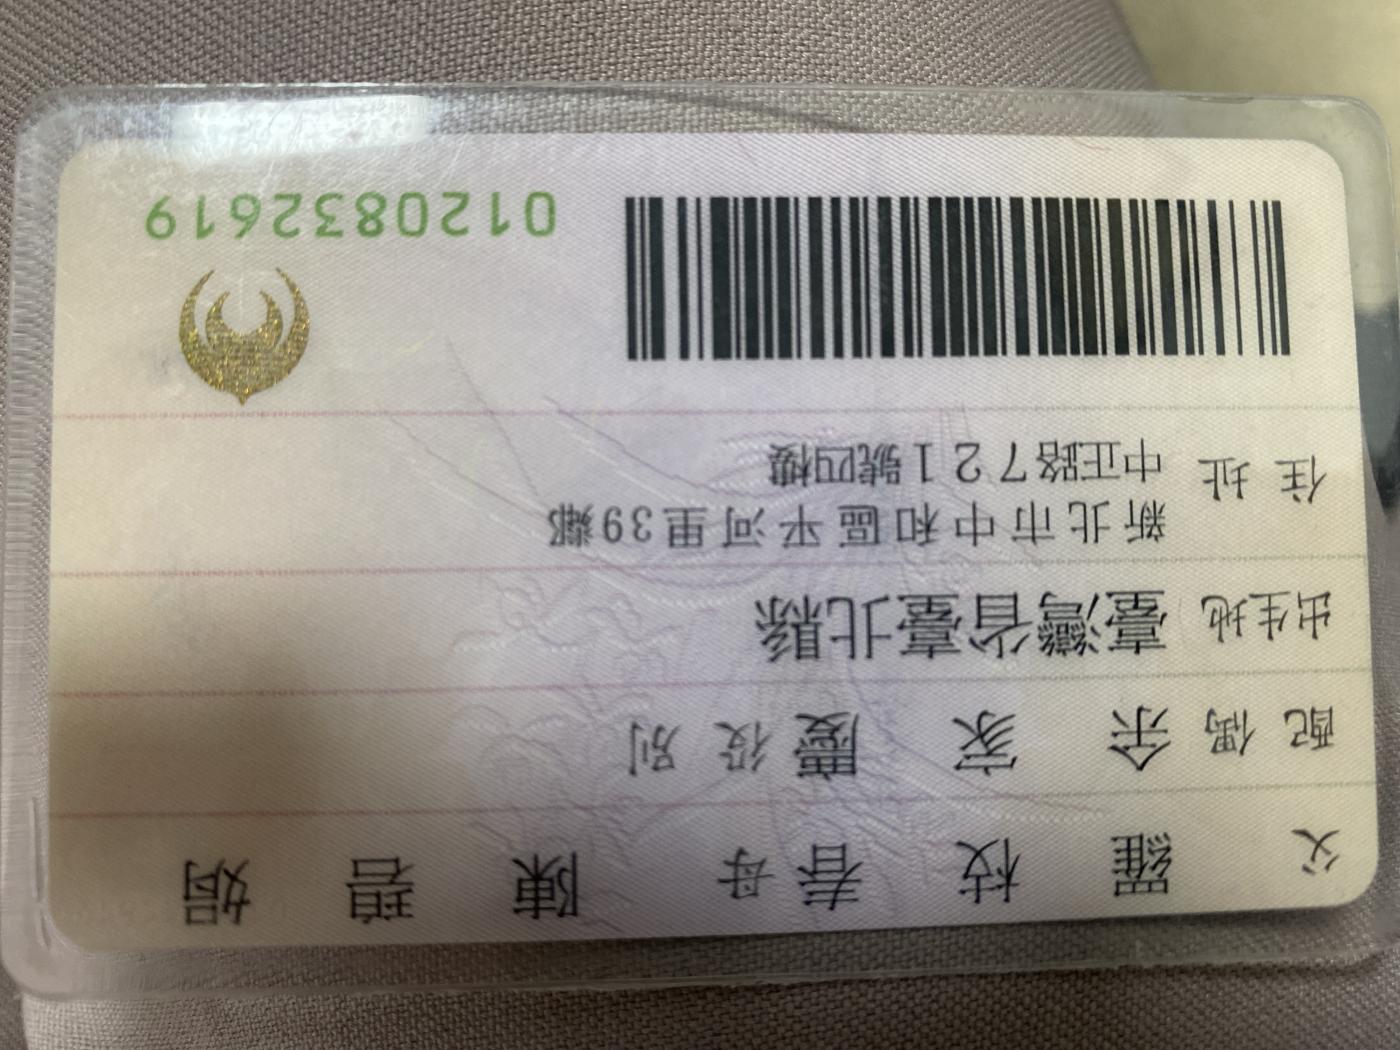 父 羅枝春 母 陳碧娟
配偶 余家慶 役別
出生地 臺灣省臺北縣
住址 新北市中和區平河里39鄰
中正路721號四樓
0120832619